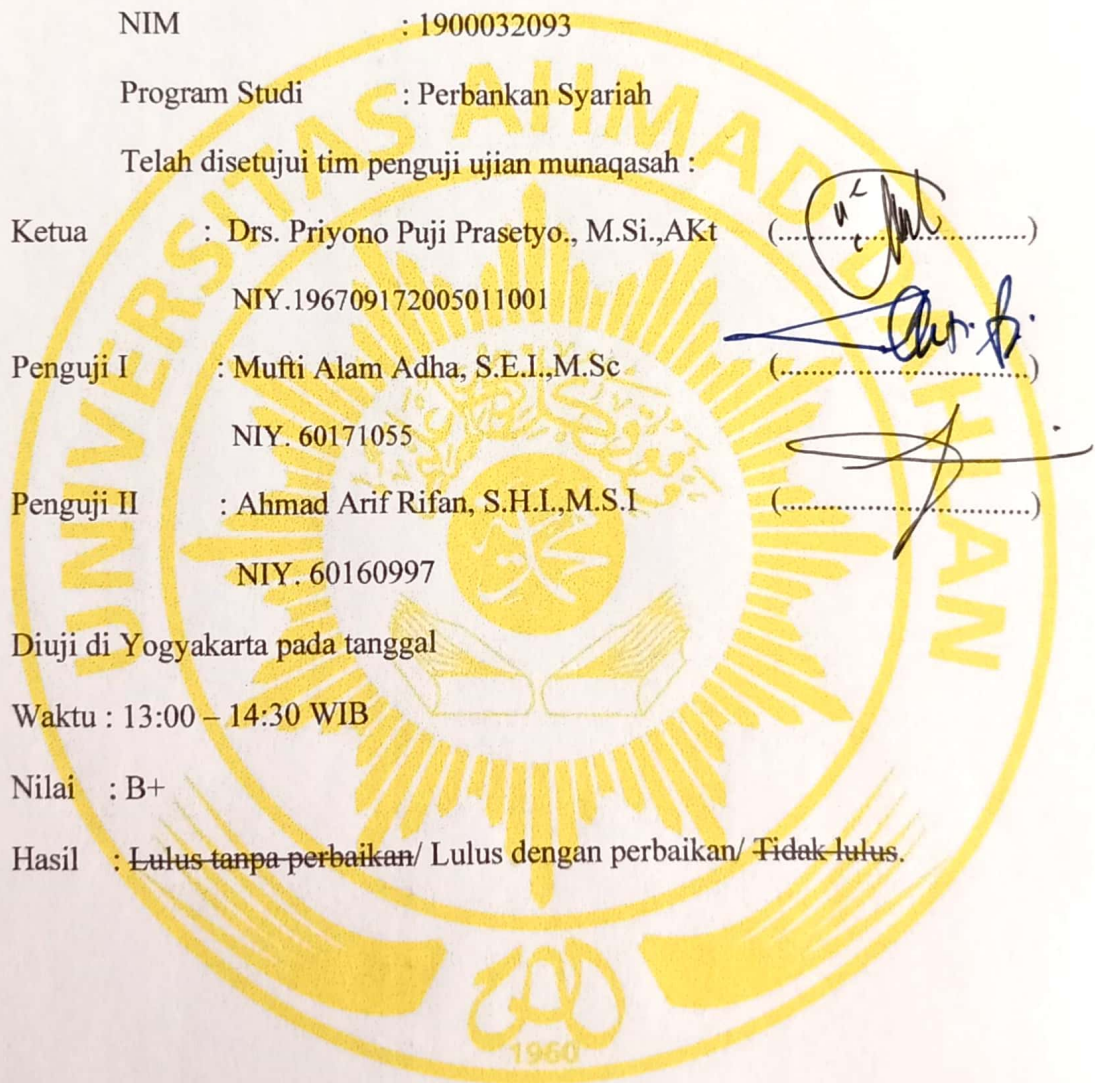 NIM : 1900032093
Program Studi : Perbankan Syariah
Telah disetujui tim penguji ujian munaqasah :
Ketua : Drs. Priyono Puji Prasetyo., M.Si.,AKt (................................)
NIY.196709172005011001
Penguji I : Mufti Alam Adha, S.E.I.,M.Sc (................................)
NIY. 60171055
Penguji II : Ahmad Arif Rifan, S.H.I.,M.S.I (................................)
NIY. 60160997
Diuji di Yogyakarta pada tanggal
Waktu : 13:00 – 14:30 WIB
Nilai : B+
Hasil : Lulus tanpa perbaikan/ Lulus dengan perbaikan/ Tidak lulus.
UNIVERSITAS AHMAD DAHLAN
1960